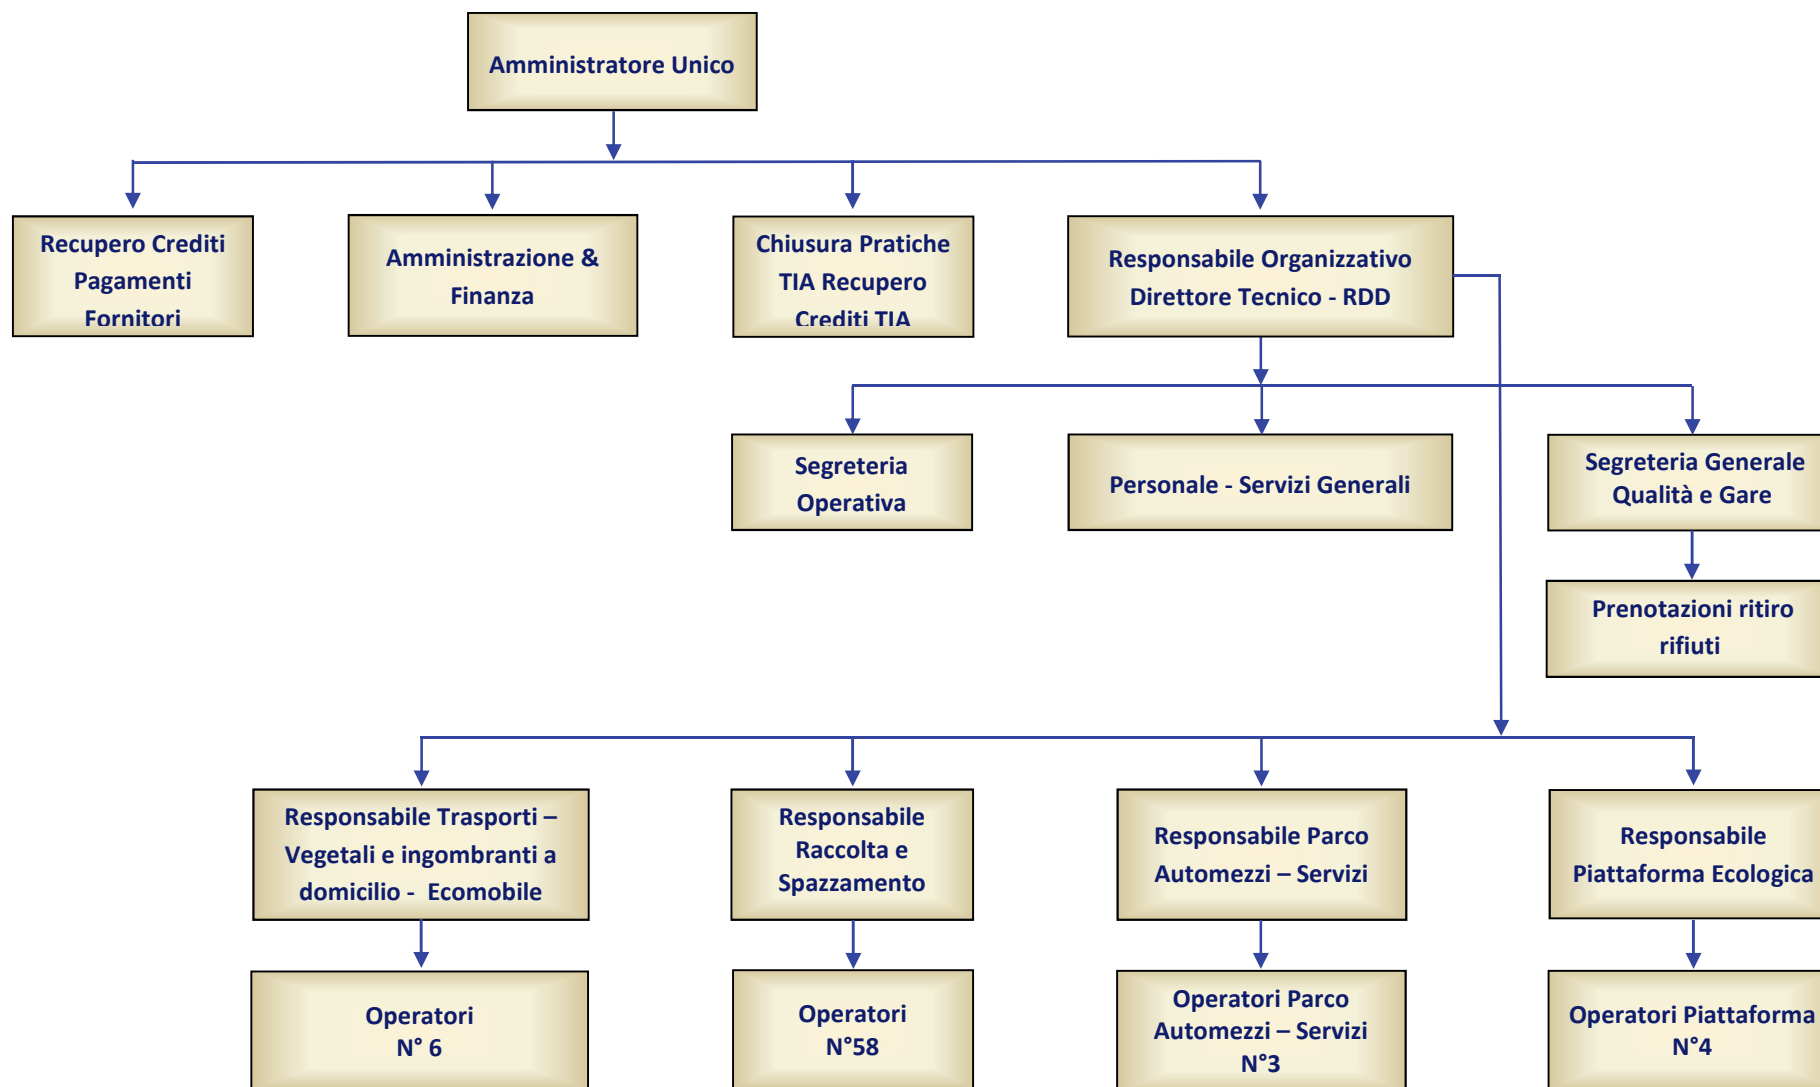 Amministratore Unico
Recupero Crediti
Pagamenti
Fornitori
Amministrazione &
Finanza
Chiusura Pratiche
TIA Recupero
Crediti TIA
Responsabile Organizzativo
Direttore Tecnico - RDD
Segreteria
Operativa
Personale - Servizi Generali
Segreteria Generale
Qualità e Gare
Prenotazioni ritiro
rifiuti
Responsabile Trasporti –
Vegetali e ingombranti a
domicilio - Ecomobile
Responsabile
Raccolta e
Spazzamento
Responsabile Parco
Automezzi – Servizi
Responsabile
Piattaforma Ecologica
Operatori
N° 6
Operatori
N°58
Operatori Parco
Automezzi – Servizi
N°3
Operatori Piattaforma
N°4